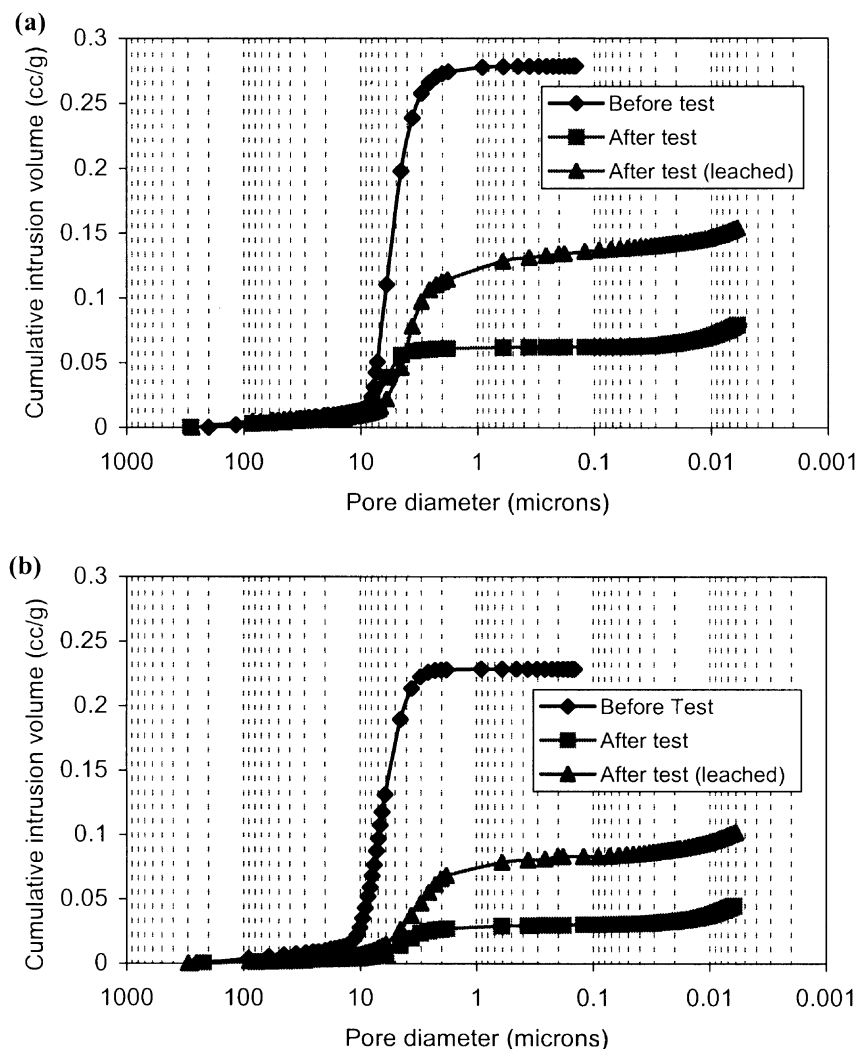 (a)
Cumulative intrusion volume (cc/g)
0.3
0.25
0.2
0.15
0.1
0.05
0
Before test
After test
After test (leached)
1000 100 10 1 0.1 0.01 0.001
Pore diameter (microns)
(b)
Cumulative intrusion volume (cc/g)
0.3
0.25
0.2
0.15
0.1
0.05
0
Before Test
After test
After test (leached)
1000 100 10 1 0.1 0.01 0.001
Pore diameter (microns)